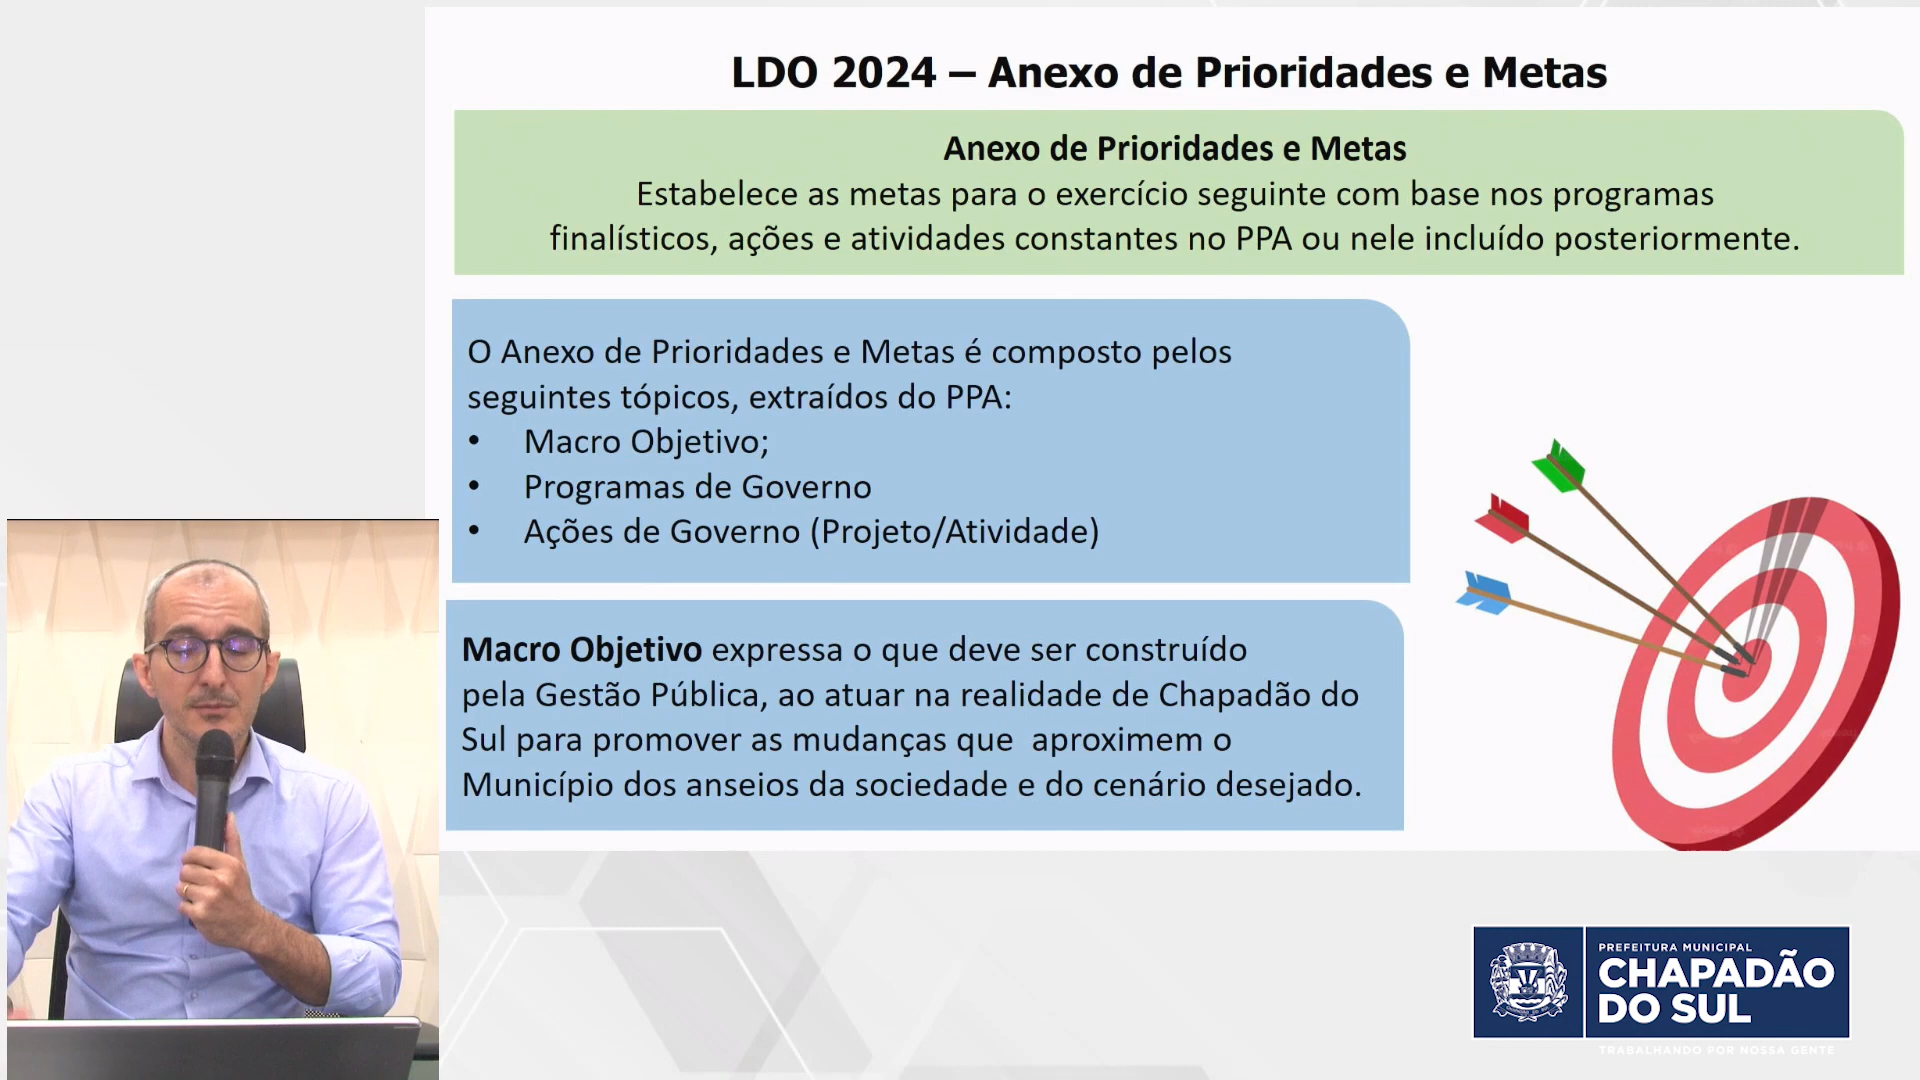 LDO 2024 – Anexo de Prioridades e Metas
Anexo de Prioridades e Metas
Estabelece as metas para o exercício seguinte com base nos programas
finalísticos, ações e atividades constantes no PPA ou nele incluído posteriormente.
O Anexo de Prioridades e Metas é composto pelos
seguintes tópicos, extraídos do PPA:
• Macro Objetivo;
• Programas de Governo
• Ações de Governo (Projeto/Atividade)
Macro Objetivo expressa o que deve ser construído
pela Gestão Pública, ao atuar na realidade de Chapadão do
Sul para promover as mudanças que aproximem o
Município dos anseios da sociedade e do cenário desejado.
PREFEITURA MUNICIPAL
CHAPADÃO
DO SUL
TRABALHANDO POR NOSSA GENTE